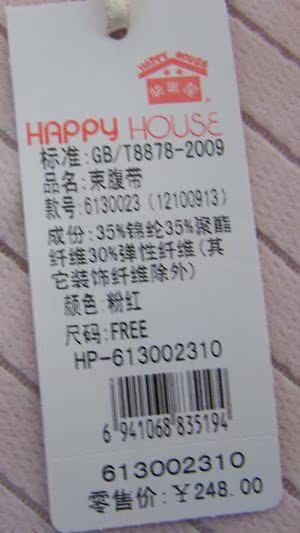 HAPPY HOUSE
快樂舍
HAPPY HOUSE
标准:GB/T8878-2009
品名:束腹带
款号:6130023(12100913)
成份:35%锦纶35%聚酯
纤维30%弹性纤维(其
它装饰纤维除外)
颜色:粉红
尺码:FREE
HP-613002310
6 941068 835194
613002310
零售价:￥248.00